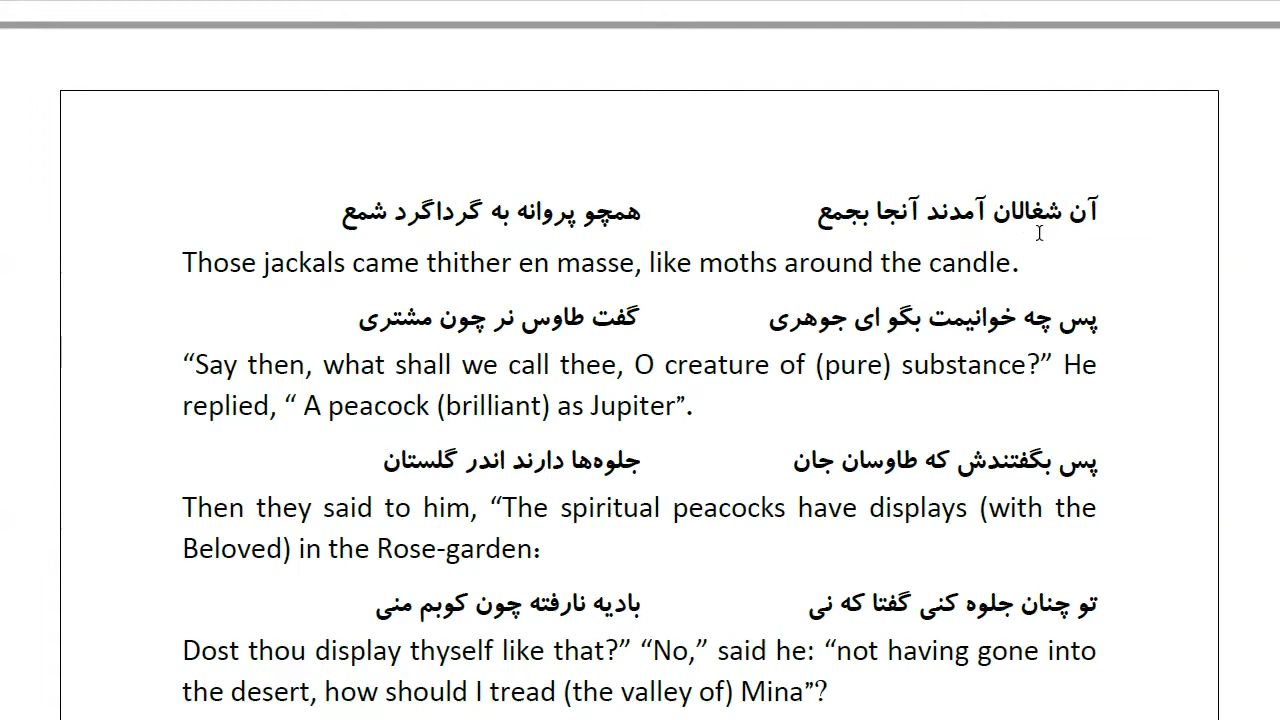 آن شغالان آمدند آنجا بجمع همچو پروانه به گرداگرد شمع
Those jackals came thither en masse, like moths around the candle.
پس چه خوانیمت بگو ای جوهری گفت طاوس نر چون مشتری
“Say then, what shall we call thee, O creature of (pure) substance?” He
replied, “ A peacock (brilliant) as Jupiter”.
پس بگفتندش که طاوسان جان جلوه‌ها دارند اندر گلستان
Then they said to him, “The spiritual peacocks have displays (with the
Beloved) in the Rose-garden:
تو چنان جلوه کنی گفتا که نی بادیه نارفته چون کوبم منی
Dost thou display thyself like that?” “No,” said he: “not having gone into
the desert, how should I tread (the valley of) Mina”?